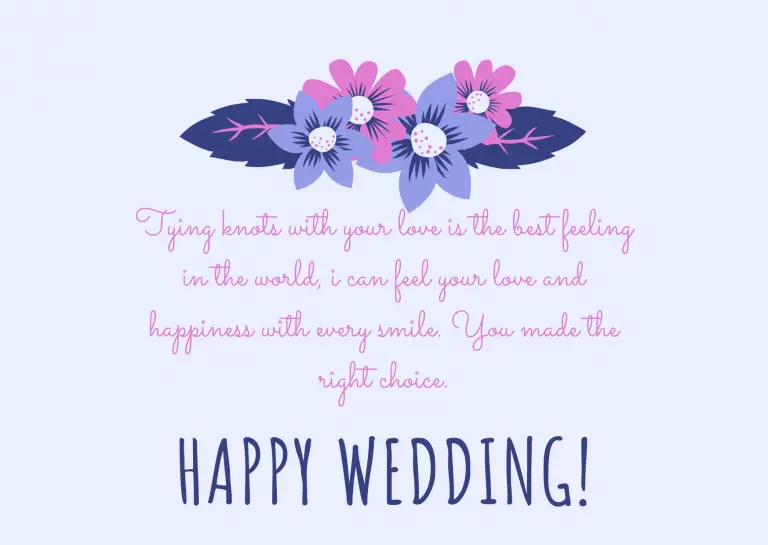 Tying knots with your love is the best feeling
in the world, i can feel your love and
happiness with every smile. You made the
right choice.
HAPPY WEDDING!